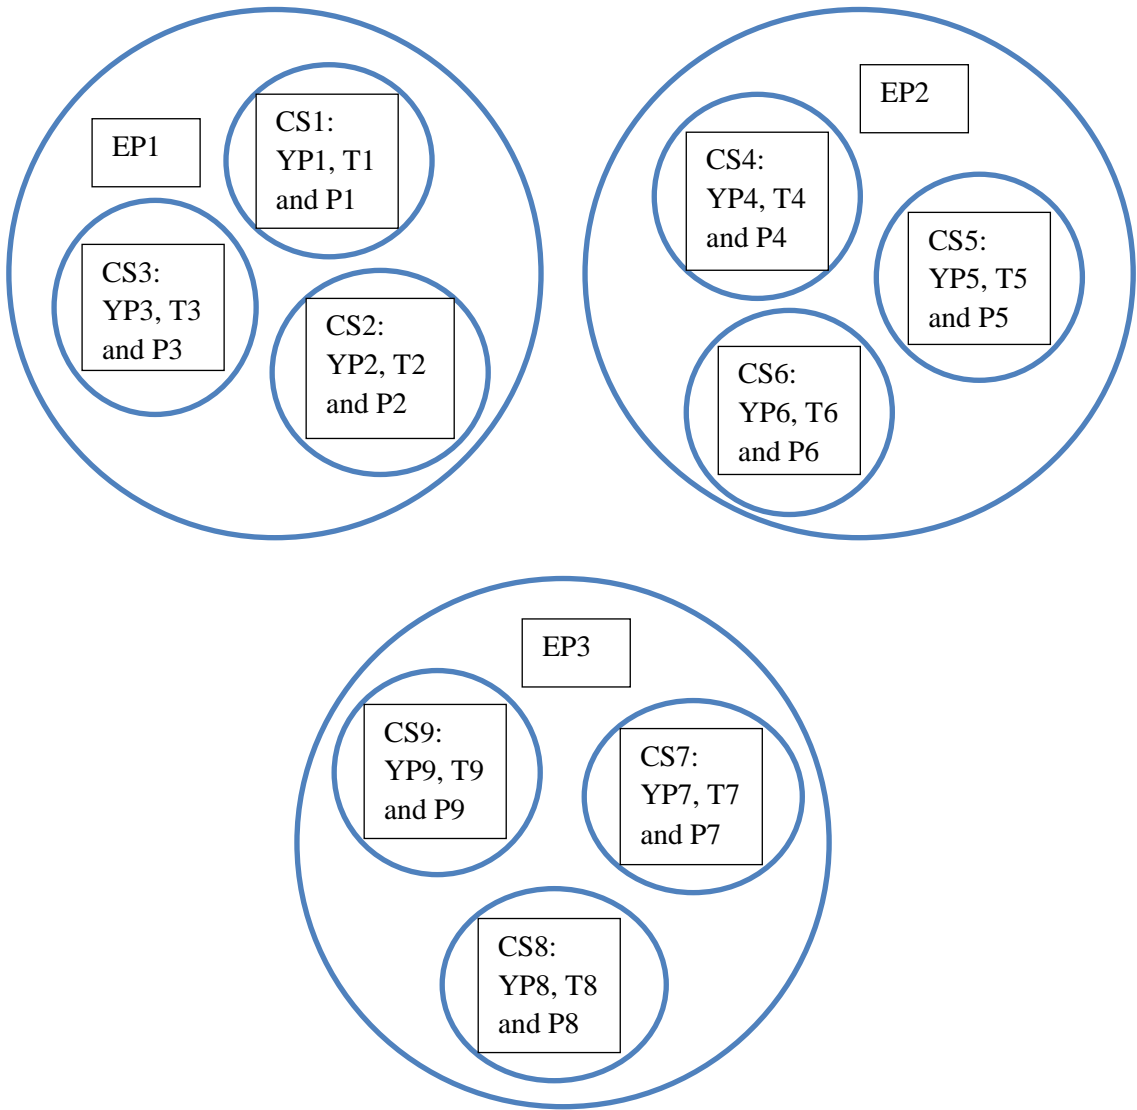 EP1
CS1:
YP1, T1
and P1
CS3:
YP3, T3
and P3
CS2:
YP2, T2
and P2
EP2
CS4:
YP4, T4
and P4
CS5:
YP5, T5
and P5
CS6:
YP6, T6
and P6
EP3
CS9:
YP9, T9
and P9
CS7:
YP7, T7
and P7
CS8:
YP8, T8
and P8